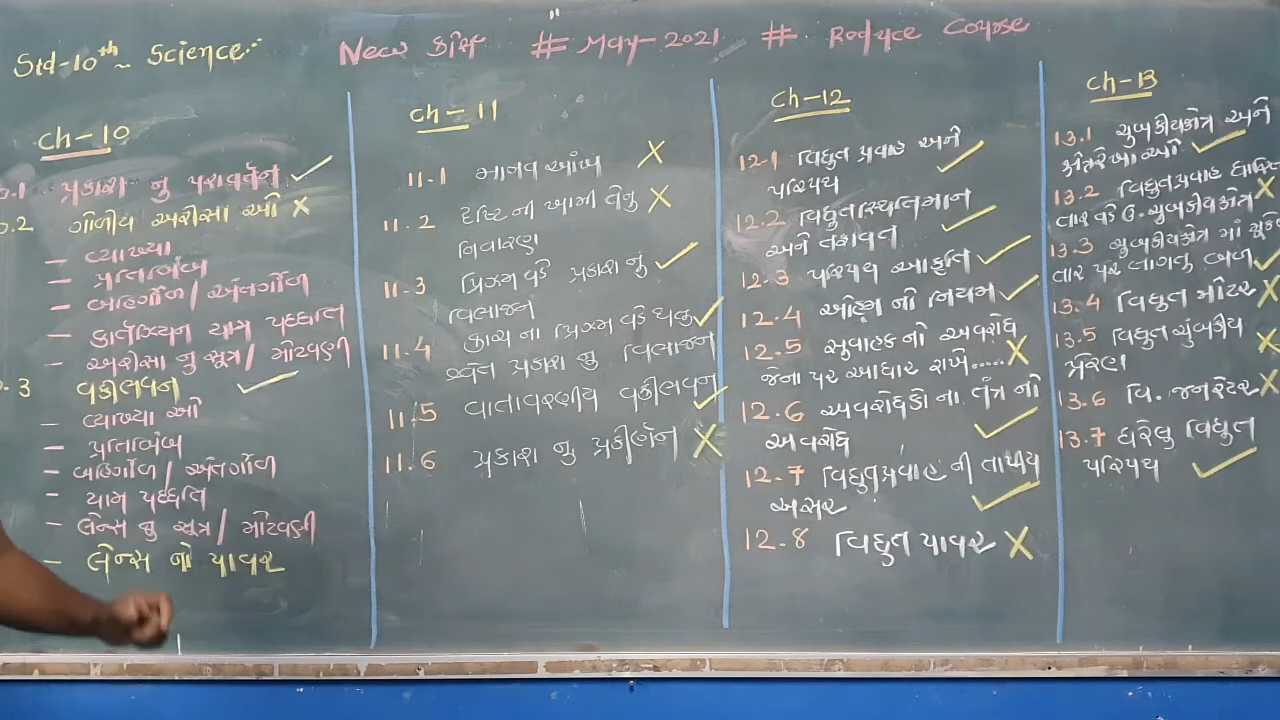 Std-10th ~ Science
New કોર્ષ # May-2021 # Reduce Course
Ch-10
0.1 પ્રકાશ નુ પરાવર્તન ✓
0.2 ગોળીય અરીસા ઓ ×
– વ્યાખ્યા
– પ્રતિબિંબ
– બહિર્ગોળ / અંતર્ગોળ
– કાર્તેઝિયન યાગ પધ્ધતિ
– અરીસા નુ સૂત્ર / મોટવણી
0.3 વક્રીભવન ✓
– વ્યાખ્યા ઓ
– પ્રતિબિંબ
– બહિર્ગોળ / અંતર્ગોળ
– યાગ પધ્ધતિ
– લેન્સ નુ સૂત્ર / મોટવણી
– લેન્સ નો પાવર
Ch-11
11.1 માનવ આંખ ×
11.2 દ્રષ્ટિ ની ખામી તેનુ ×
નિવારણ
11.3 પ્રિઝમ વડે પ્રકાશ નુ ✓
વિભાજન
11.4 કાચ ના પ્રિઝમ વડે થતુ ✓
શ્વેત પ્રકાશ નુ વિભાજન
11.5 વાતાવરણીય વક્રીભવન ✓
11.6 પ્રકાશ નુ પ્રકીર્ણન ×
Ch-12
12.1 વિધુત પ્રવાહ અને ✓
પરિપથ
12.2 વિધુતસ્થિતિમાન
અને તફાવત ✓
12.3 પરિપથ આકૃતિ ✓
12.4 ઓહમ નો નિયમ ✓
12.5 સુવાહક નો અવરોધ
જેના પર આધાર રાખે..... ×
12.6 અવરોધકો ના તંત્ર નો
અવરોધ ✓
12.7 વિધુતપ્રવાહ ની તાપીય
અસર ✓
12.8 વિધુત પાવર ×
Ch-13
13.1 ચુંબકીયક્ષેત્ર અને
ક્ષેત્રરેખા ઓ ✓
13.2 વિધુતપ્રવાહ ધારિત
તાર વડે ઉ. ચુંબકીયક્ષેત્ર ×
13.3 ચુંબકીયક્ષેત્ર માં મૂકેલ
તાર પર લાગતુ બળ ✓
13.4 વિધુત મોટર ×
13.5 વિધુત ચુંબકીય ×
પ્રેરણ
13.6 વિ. જનરેટર ×
13.7 ઘરેલુ વિધુત
પરિપથ ✓